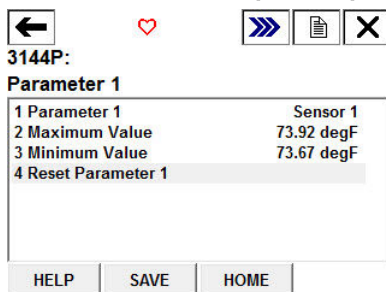 3144P:
Parameter 1
1 Parameter 1 Sensor 1
2 Maximum Value 73.92 degF
3 Minimum Value 73.67 degF
4 Reset Parameter 1
HELP SAVE HOME